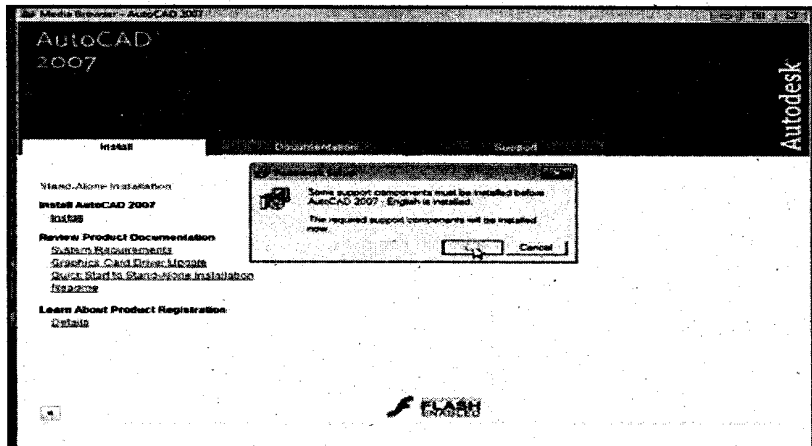 Media Browser - AutoCAD 2007
AutoCAD
2007
Autodesk
Install
Documentation
Support
Stand-Alone Installation
Install AutoCAD 2007
Install
Review Product Documentation
System Requirements
Graphics Card Driver Update
Quick Start to Stand-Alone Installation
Readme
Learn About Product Registration
Details
Some support components must be installed before
AutoCAD 2007 - English is installed.
The required support components will be installed
now.
Cancel
FLASH
ENABLED